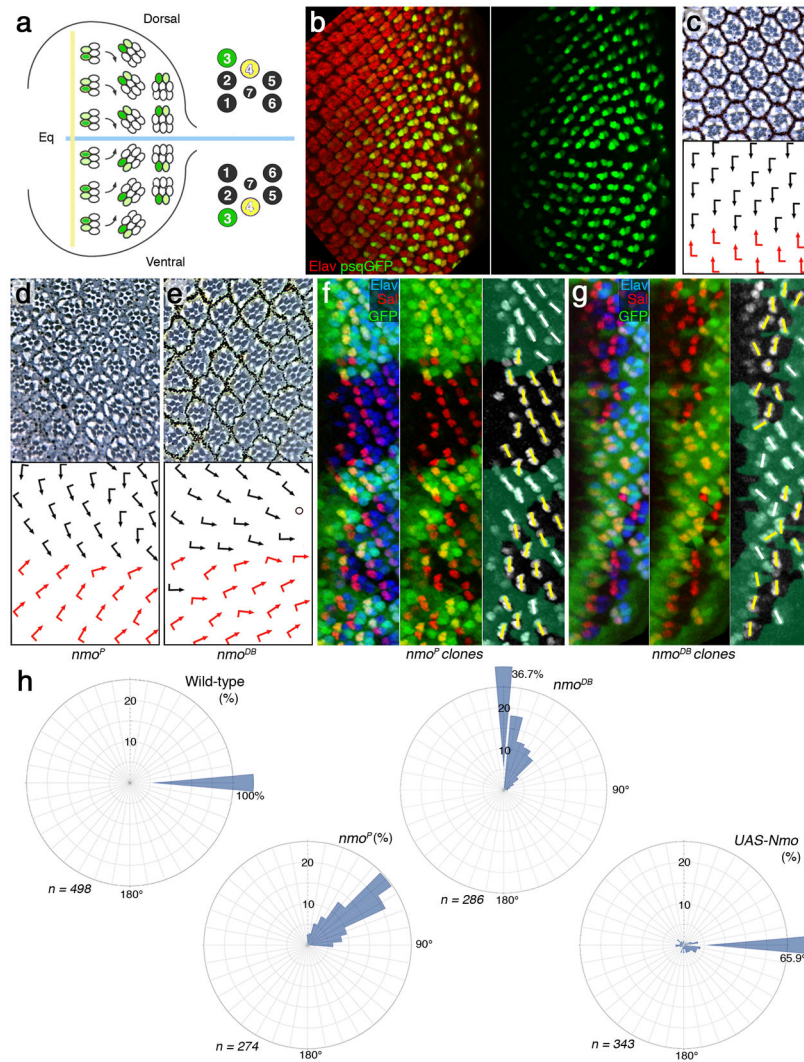 a
Dorsal
Eq
Ventral
3
4
2
5
7
1
6
1
6
7
2
5
3
4
b
Elav psqGFP
c
d
nmoP
e
nmoDB
f
Elav
Sal
GFP
nmoP clones
g
Elav
Sal
GFP
nmoDB clones
h
Wild-type
(%)
20
10
100%
n = 498
180°
nmoP (%)
20
10
90°
n = 274
180°
36.7%
nmoDB
20
10
90°
n = 286
180°
UAS-Nmo
(%)
20
10
65.9%
n = 343
180°